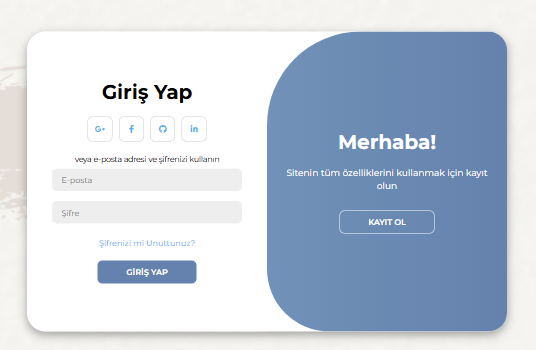 Giriş Yap
G+
f
in
veya e-posta adresi ve şifrenizi kullanın
E-posta
Şifre
Şifrenizi mi Unuttunuz?
GİRİŞ YAP
Merhaba!
Sitenin tüm özelliklerini kullanmak için kayıt
olun
KAYIT OL